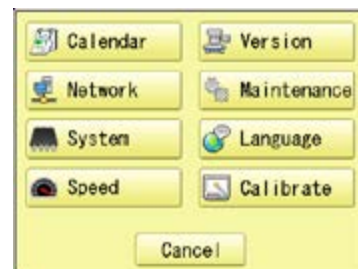 Calendar
Version
Network
Maintenance
System
Language
Speed
Calibrate
Cancel